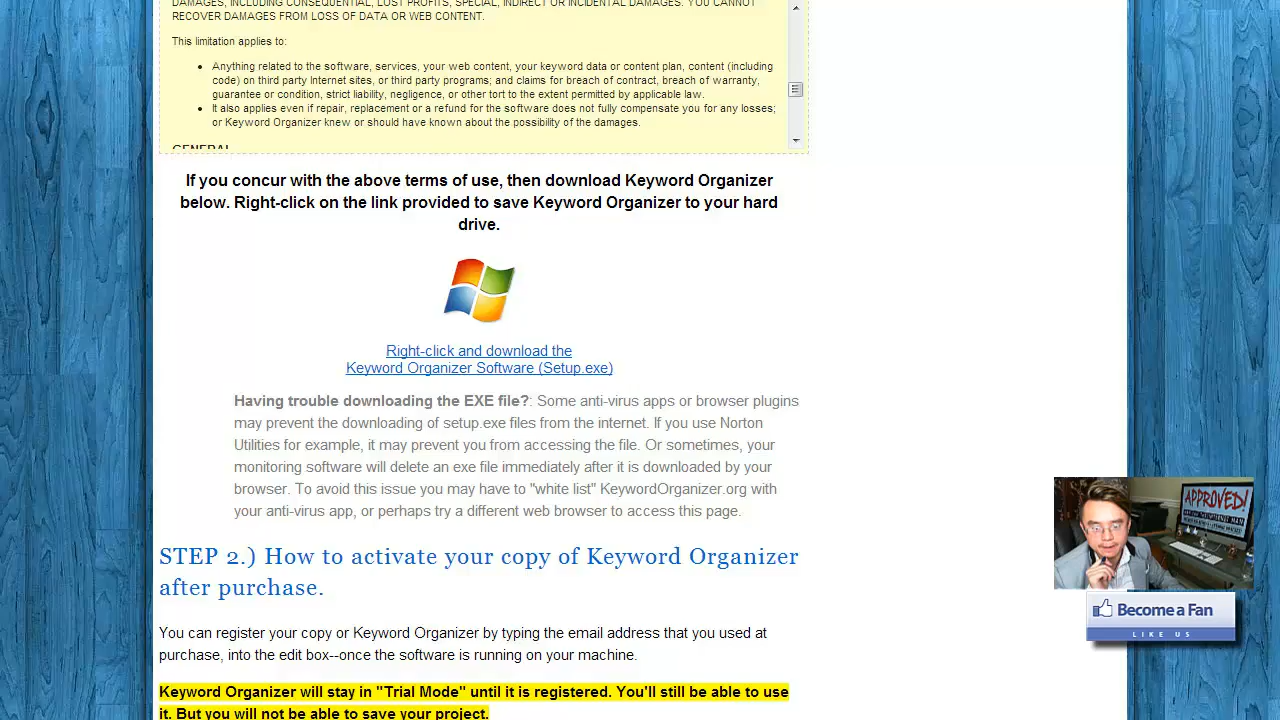 DAMAGES, INCLUDING CONSEQUENTIAL, LOST PROFITS, SPECIAL, INDIRECT OR INCIDENTAL DAMAGES. YOU CANNOT
RECOVER DAMAGES FROM LOSS OF DATA OR WEB CONTENT.
This limitation applies to:
• Anything related to the software, services, your web content, your keyword data or content plan, content (including
code) on third party Internet sites, or third party programs; and claims for breach of contract, breach of warranty,
guarantee or condition, strict liability, negligence, or other tort to the extent permitted by applicable law.
• It also applies even if repair, replacement or a refund for the software does not fully compensate you for any losses;
or Keyword Organizer knew or should have known about the possibility of the damages.
GENERAL
If you concur with the above terms of use, then download Keyword Organizer
below. Right-click on the link provided to save Keyword Organizer to your hard
drive.
Right-click and download the
Keyword Organizer Software (Setup.exe)
Having trouble downloading the EXE file?: Some anti-virus apps or browser plugins
may prevent the downloading of setup.exe files from the internet. If you use Norton
Utilities for example, it may prevent you from accessing the file. Or sometimes, your
monitoring software will delete an exe file immediately after it is downloaded by your
browser. To avoid this issue you may have to "white list" KeywordOrganizer.org with
your anti-virus app, or perhaps try a different web browser to access this page.
APPROVED!
STEP 2.) How to activate your copy of Keyword Organizer
after purchase.
Become a Fan
LIKE US
You can register your copy or Keyword Organizer by typing the email address that you used at
purchase, into the edit box--once the software is running on your machine.
Keyword Organizer will stay in "Trial Mode" until it is registered. You'll still be able to use
it. But you will not be able to save your project.